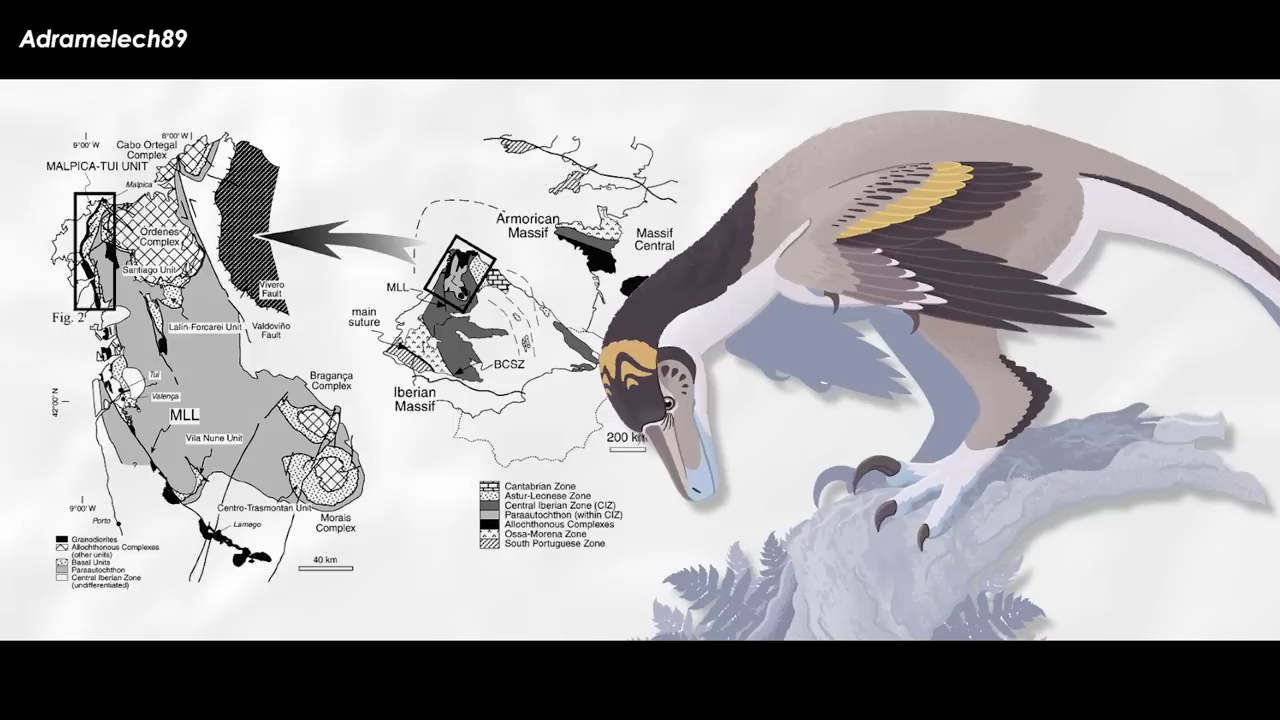 Adramelech89
9°00' W
8°00' W
Cabo Ortegal
Complex
MALPICA-TUI UNIT
Malpica
Ordenes
Complex
Santiago Unit
Vivero
Fault
Fig. 2
Lalín-Forcarei Unit
Valdoviño
Fault
Tui
Valença
42°00' N
MLL
Bragança
Complex
Vila Nune Unit
?
9°00' W
Porto
Centro-Trasmontan Unit
Lamego
Morais
Complex
40 km
Granodiorites
Allochthonous Complexes
(other units)
Basal Units
Paraautochthon
Central Iberian Zone
(undifferentiated)
Armorican
Massif
Massif
Central
MLL
main
suture
BCSZ
Iberian
Massif
200 km
Cantabrian Zone
Astur-Leonese Zone
Central Iberian Zone (CIZ)
Paraautochthon (within CIZ)
Allochthonous Complexes
Ossa-Morena Zone
South Portuguese Zone